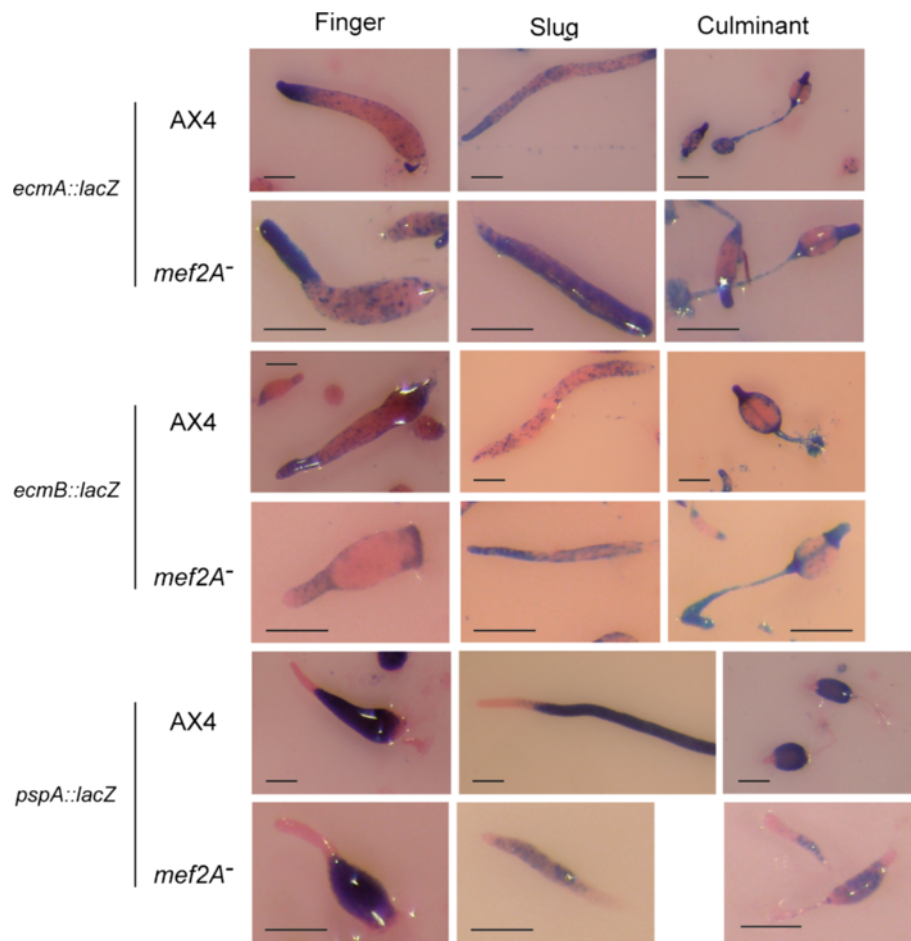 Finger Slug Culminant
AX4
ecmA::lacZ
mef2A⁻
AX4
ecmB::lacZ
mef2A⁻
AX4
pspA::lacZ
mef2A⁻